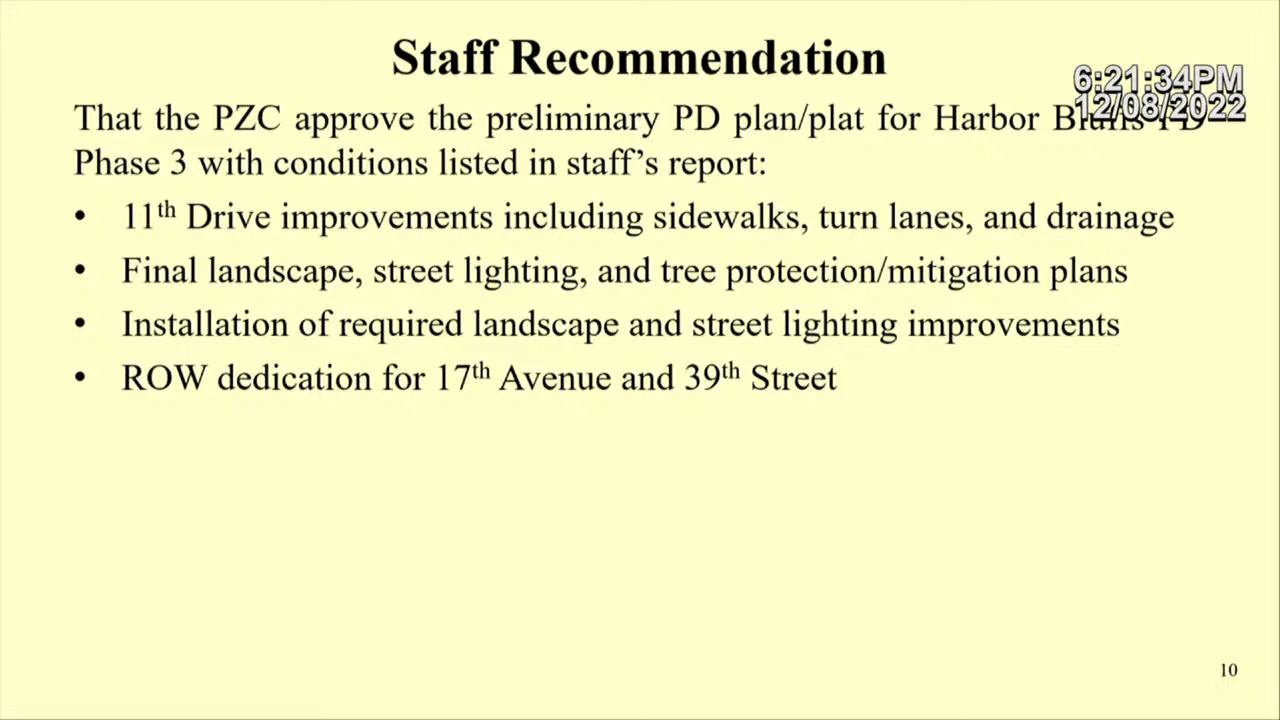 Staff Recommendation
6:21:34PM
12/08/2022
That the PZC approve the preliminary PD plan/plat for Harbor Bluffs PD
Phase 3 with conditions listed in staff’s report:
• 11th Drive improvements including sidewalks, turn lanes, and drainage
• Final landscape, street lighting, and tree protection/mitigation plans
• Installation of required landscape and street lighting improvements
• ROW dedication for 17th Avenue and 39th Street
10